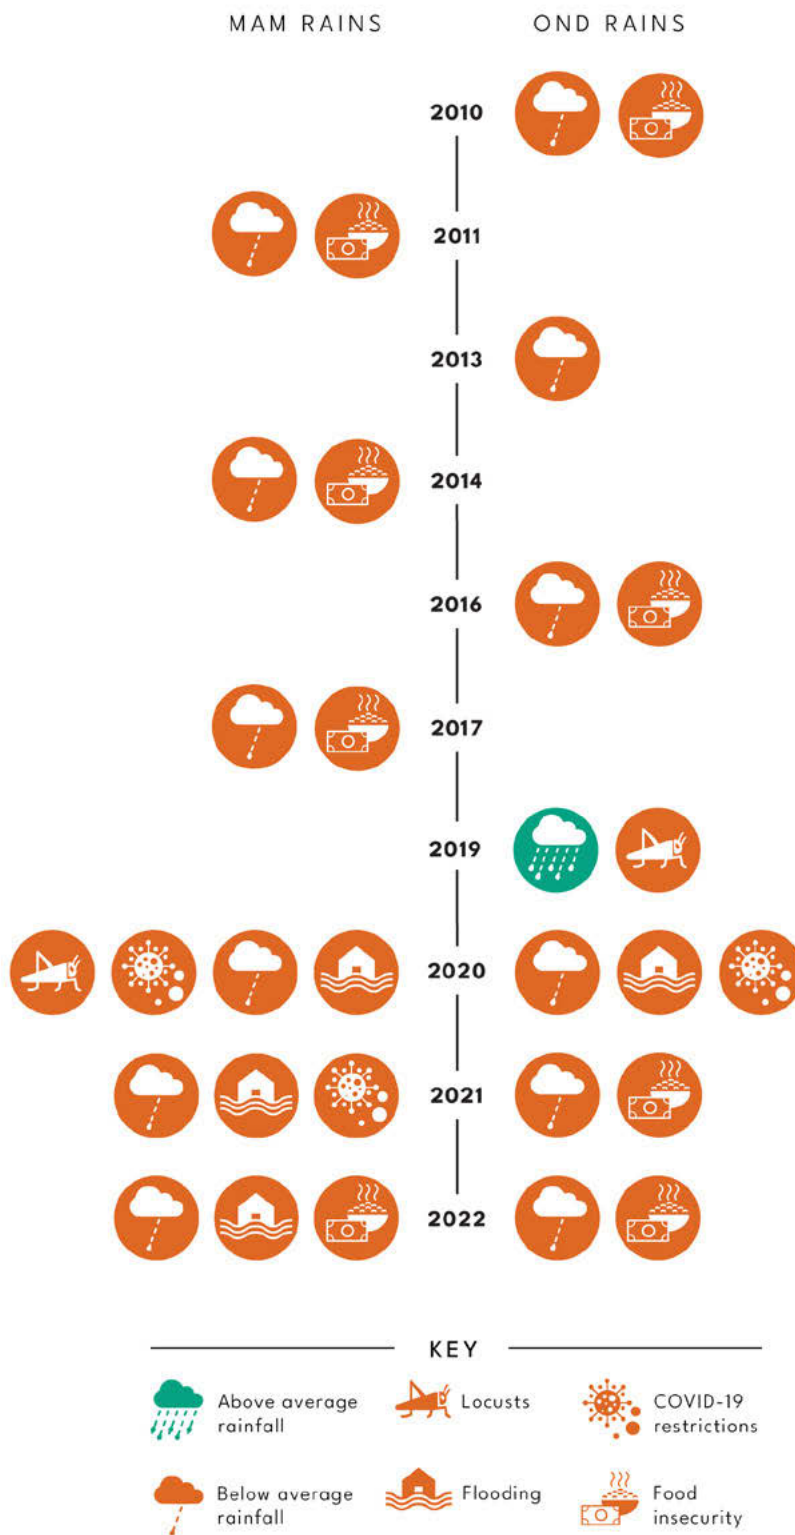 MAM RAINS
OND RAINS
2010
2011
2013
2014
2016
2017
2019
2020
2021
2022
KEY
Above average
rainfall
Locusts
COVID-19
restrictions
Below average
rainfall
Flooding
Food
insecurity